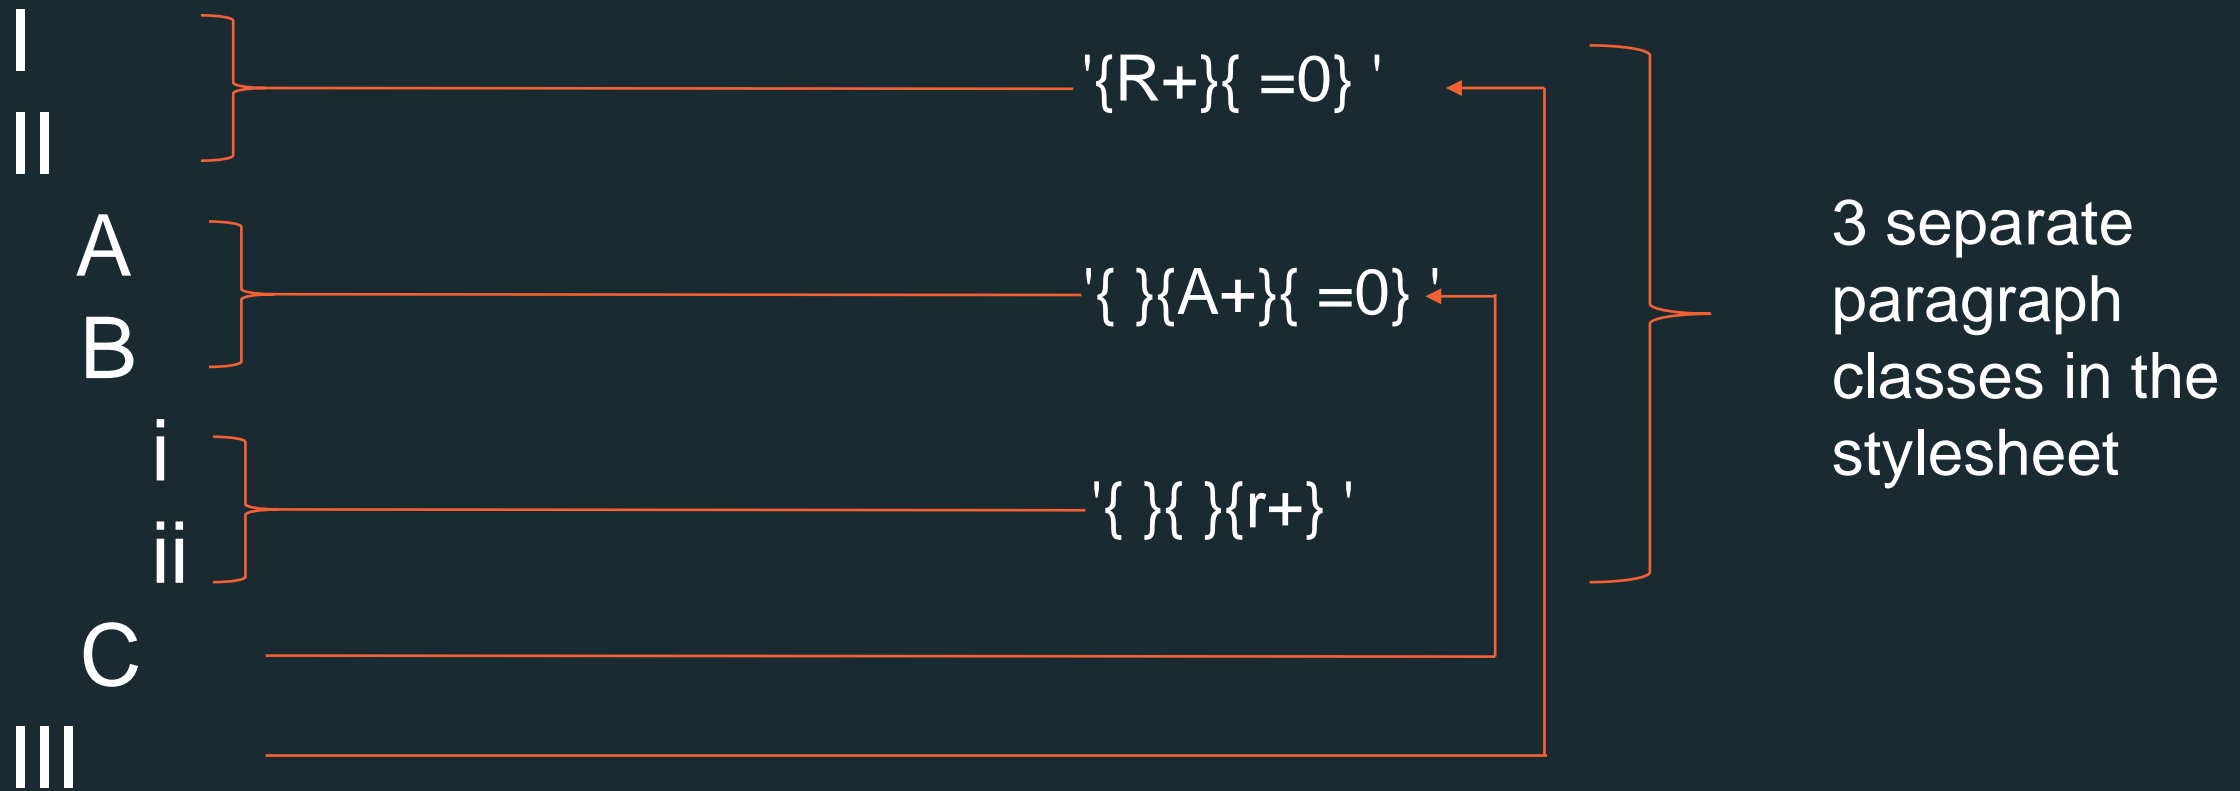 I
II
A
B
i
ii
C
III
'{R+}{ =0} '
'{ }{A+}{ =0} '
'{ }{ }{r+} '
3 separate
paragraph
classes in the
stylesheet